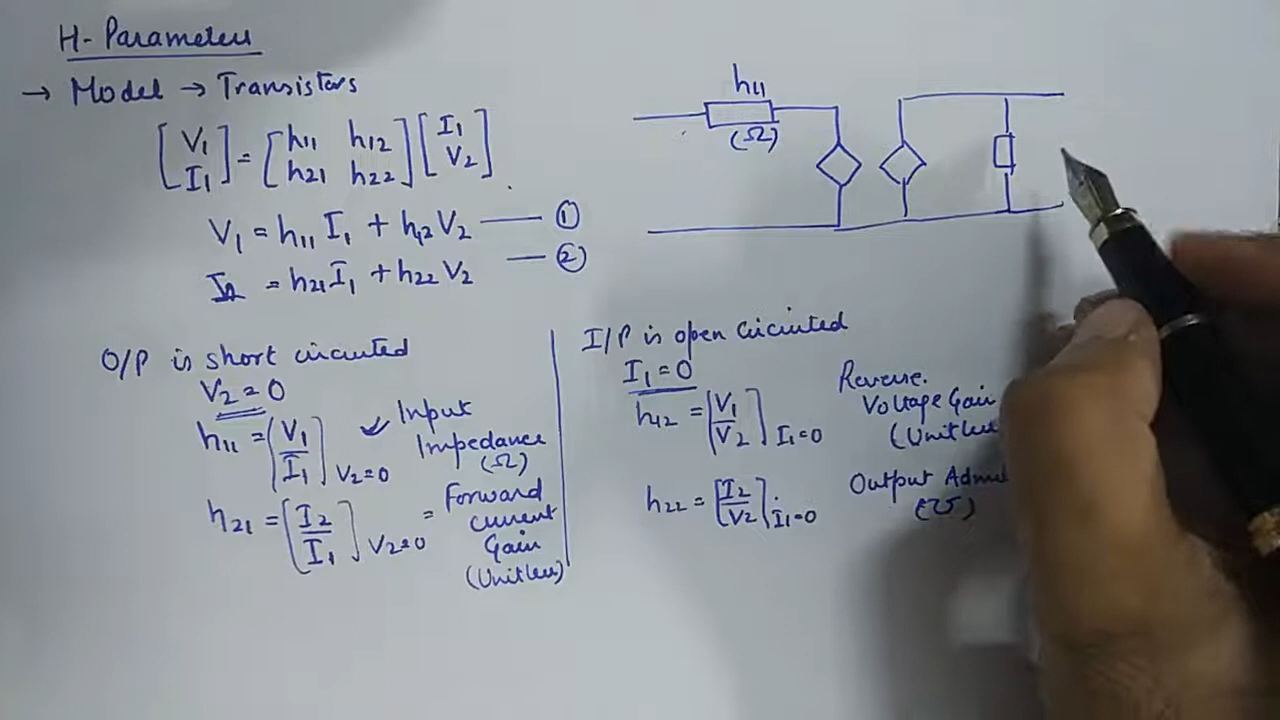 H-Parameters
→ Model → Transistors
[V1 I1] = [h11 h12 h21 h22] [I1 V2]
V1 = h11 I1 + h12 V2 —— ①
I2 = h21 I1 + h22 V2 —— ②
h11
(Ω)
O/P is short circuited
V2 = 0
h11 = [V1/I1] V2=0
✓ Input
Impedance
(Ω)
h21 = [I2/I1] V2=0
= Forward
current
Gain
(Unitless)
I/P is open circuited
I1 = 0
h12 = [V1/V2] I1=0
Reverse.
Voltage Gain
(Unitless
h22 = [I2/V2] I1=0
Output
(℧)